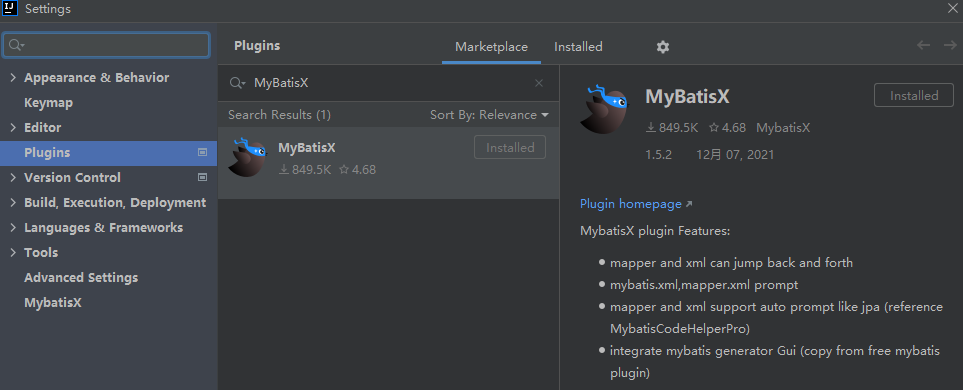 IJ
Settings
Appearance & Behavior
Keymap
Editor
Plugins
Version Control
Build, Execution, Deployment
Languages & Frameworks
Tools
Advanced Settings
MybatisX
Plugins
Marketplace
Installed
MyBatisX
Search Results (1)
Sort By: Relevance
MyBatisX
849.5K
4.68
Installed
MyBatisX
Installed
849.5K
4.68
MybatisX
1.5.2
12月 07, 2021
Plugin homepage
MybatisX plugin Features:
mapper and xml can jump back and forth
mybatis.xml,mapper.xml prompt
mapper and xml support auto prompt like jpa (reference
MybatisCodeHelperPro)
integrate mybatis generator Gui (copy from free mybatis
plugin)